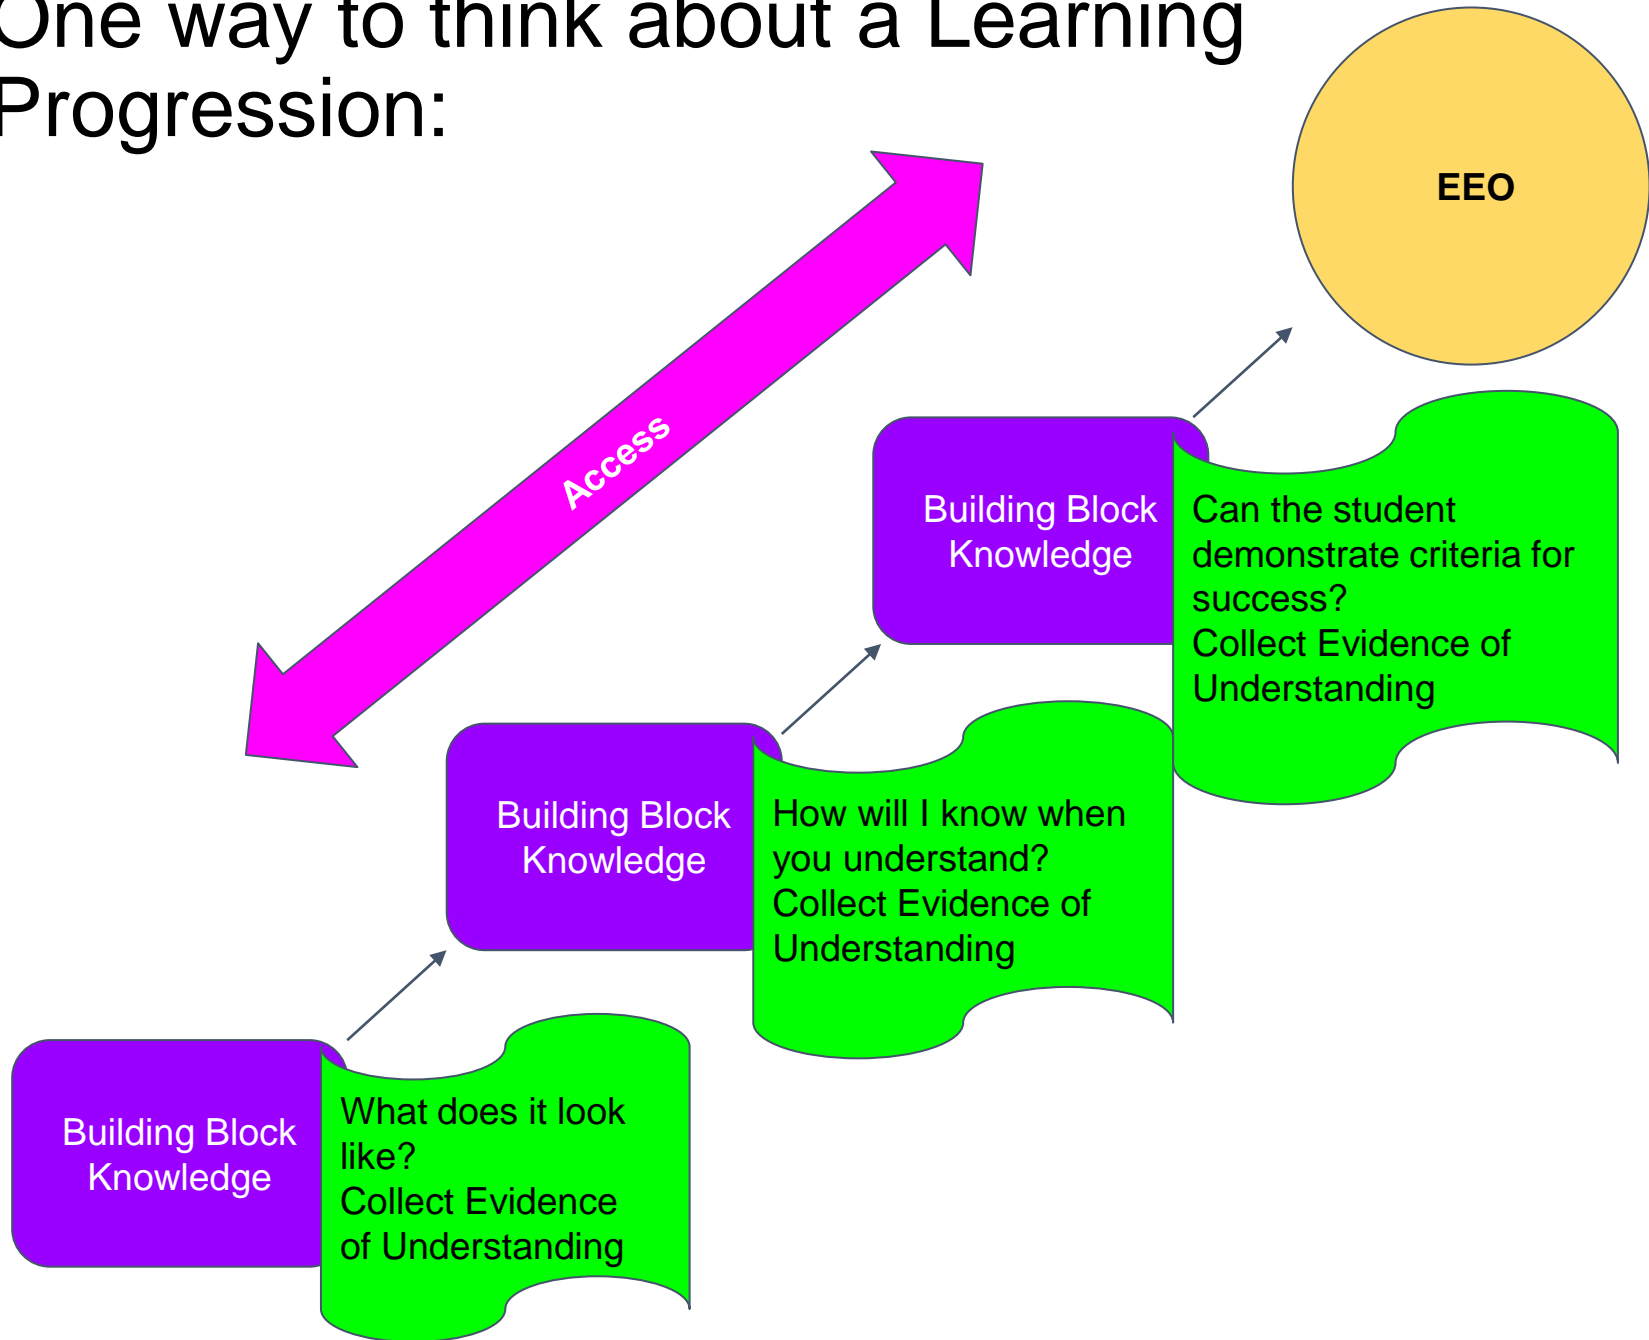 One way to think about a Learning
Progression:
EEO
Access
Building Block
Knowledge
Can the student
demonstrate criteria for
success?
Collect Evidence of
Understanding
Building Block
Knowledge
How will I know when
you understand?
Collect Evidence of
Understanding
Building Block
Knowledge
What does it look
like?
Collect Evidence
of Understanding